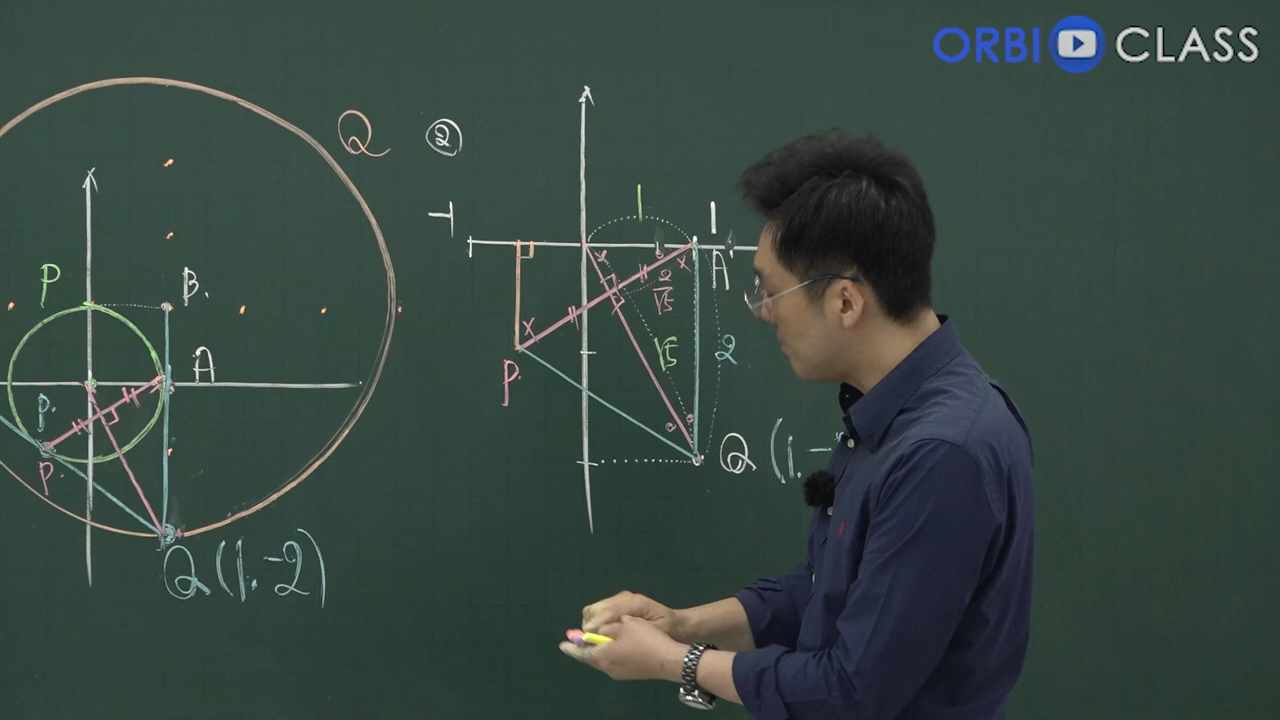 ORBI CLASS
Q
②
P
B.
A
P.
P.
Q(1.-2)
-1
1
1
A
2/√5
√5
2
P.
Q (1.-